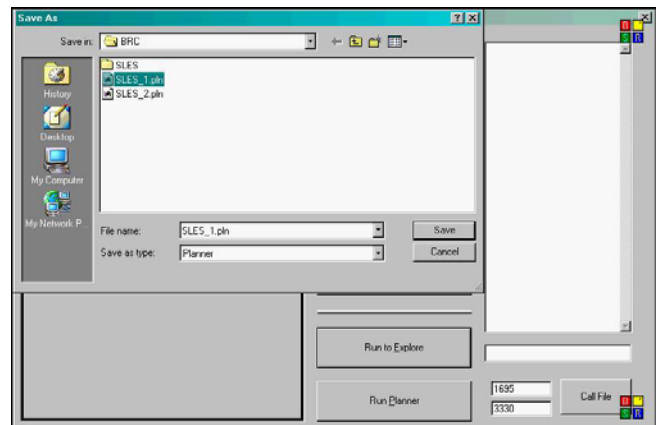 Save As
Save in:
BRC
SLES
SLES_1.pln
SLES_2.pln
History
Desktop
My Computer
My Network P...
File name:
SLES_1.pln
Save
Save as type:
Planner
Cancel
Run to Explore
Run Planner
1695
3330
Call File
S R
S R